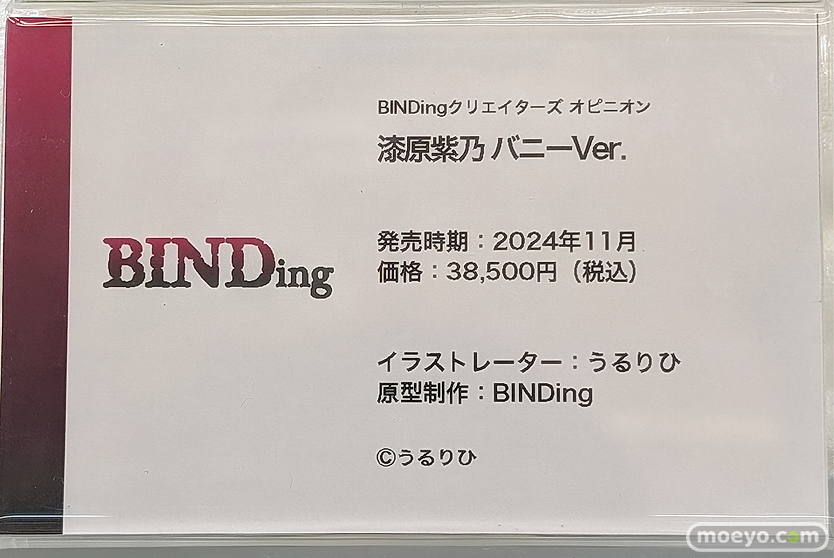 BINDingクリエイターズ オピニオン
漆原紫乃 バニーVer.
BINDing
発売時期：2024年11月
価格：38,500円（税込）
イラストレーター：うるりひ
原型制作：BINDing
©うるりひ
moeyo.com